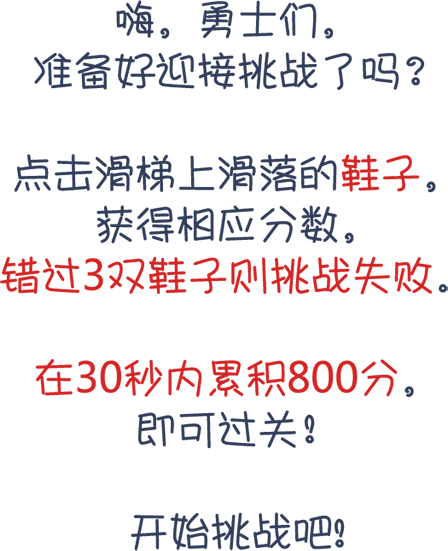 嗨，勇士们，
准备好迎接挑战了吗？
点击滑梯上滑落的鞋子，
获得相应分数，
错过3双鞋子则挑战失败。
在30秒内累积800分，
即可过关！
开始挑战吧！